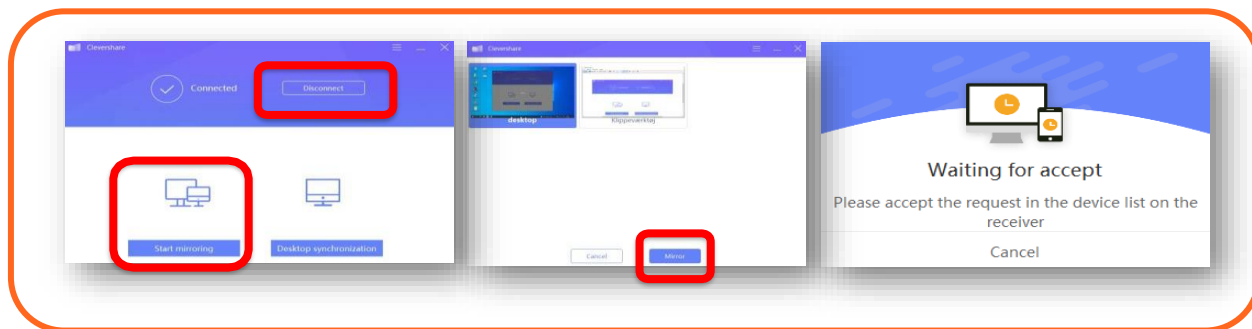 Clevershare
Connected
Disconnect
Start mirroring
Desktop synchronization
Clevershare
desktop
Klippeværktøj
Cancel
Mirror
Waiting for accept
Please accept the request in the device list on the
receiver
Cancel